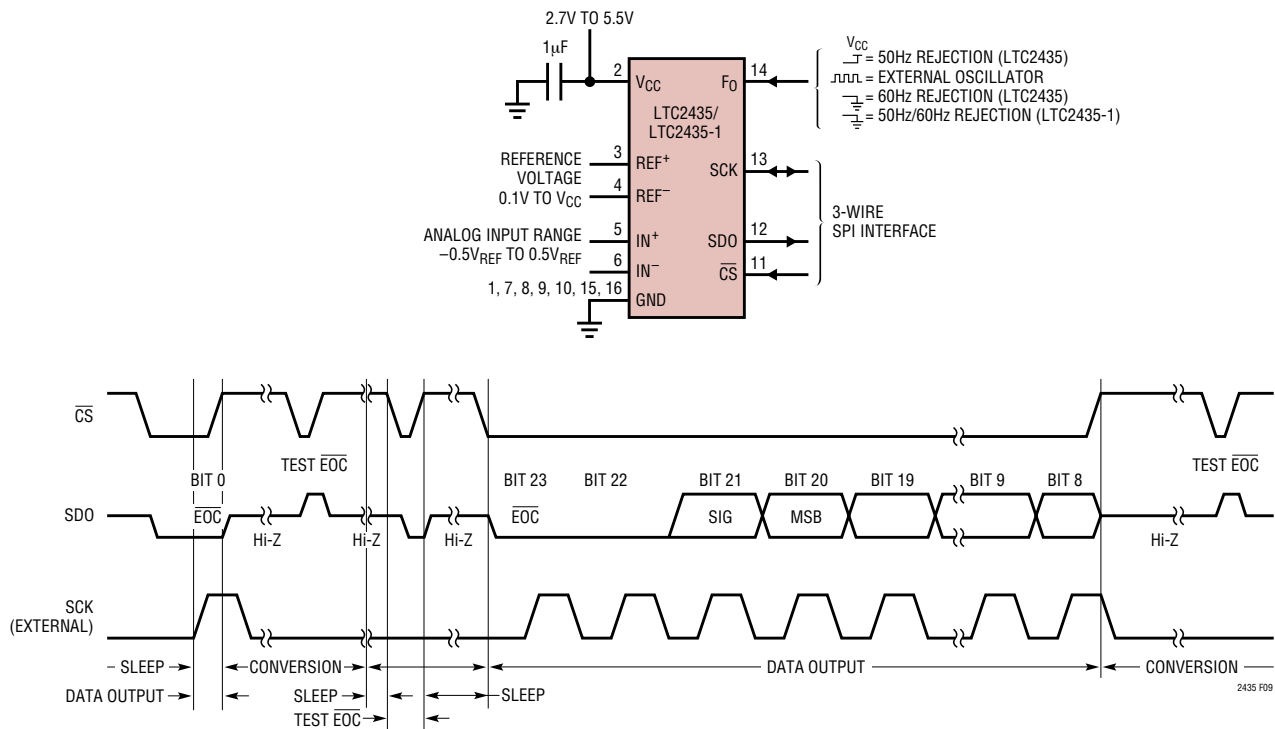 2.7V TO 5.5V
1µF
2
VCC
3
REF+
4
REF−
5
IN+
6
IN−
1, 7, 8, 9, 10, 15, 16
GND
REFERENCE
VOLTAGE
0.1V TO VCC
ANALOG INPUT RANGE
−0.5VREF TO 0.5VREF
LTC2435/
LTC2435-1
FO
14
SCK
13
SDO
12
CS
11
VCC
= 50Hz REJECTION (LTC2435)
= EXTERNAL OSCILLATOR
= 60Hz REJECTION (LTC2435)
= 50Hz/60Hz REJECTION (LTC2435-1)
3-WIRE
SPI INTERFACE
CS
TEST EOC
TEST EOC
BIT 0
BIT 23
BIT 22
BIT 21
BIT 20
BIT 19
BIT 9
BIT 8
SDO
EOC
EOC
SIG
MSB
Hi-Z
Hi-Z
Hi-Z
Hi-Z
SCK
(EXTERNAL)
SLEEP
CONVERSION
DATA OUTPUT
CONVERSION
DATA OUTPUT
SLEEP
SLEEP
TEST EOC
2435 F09